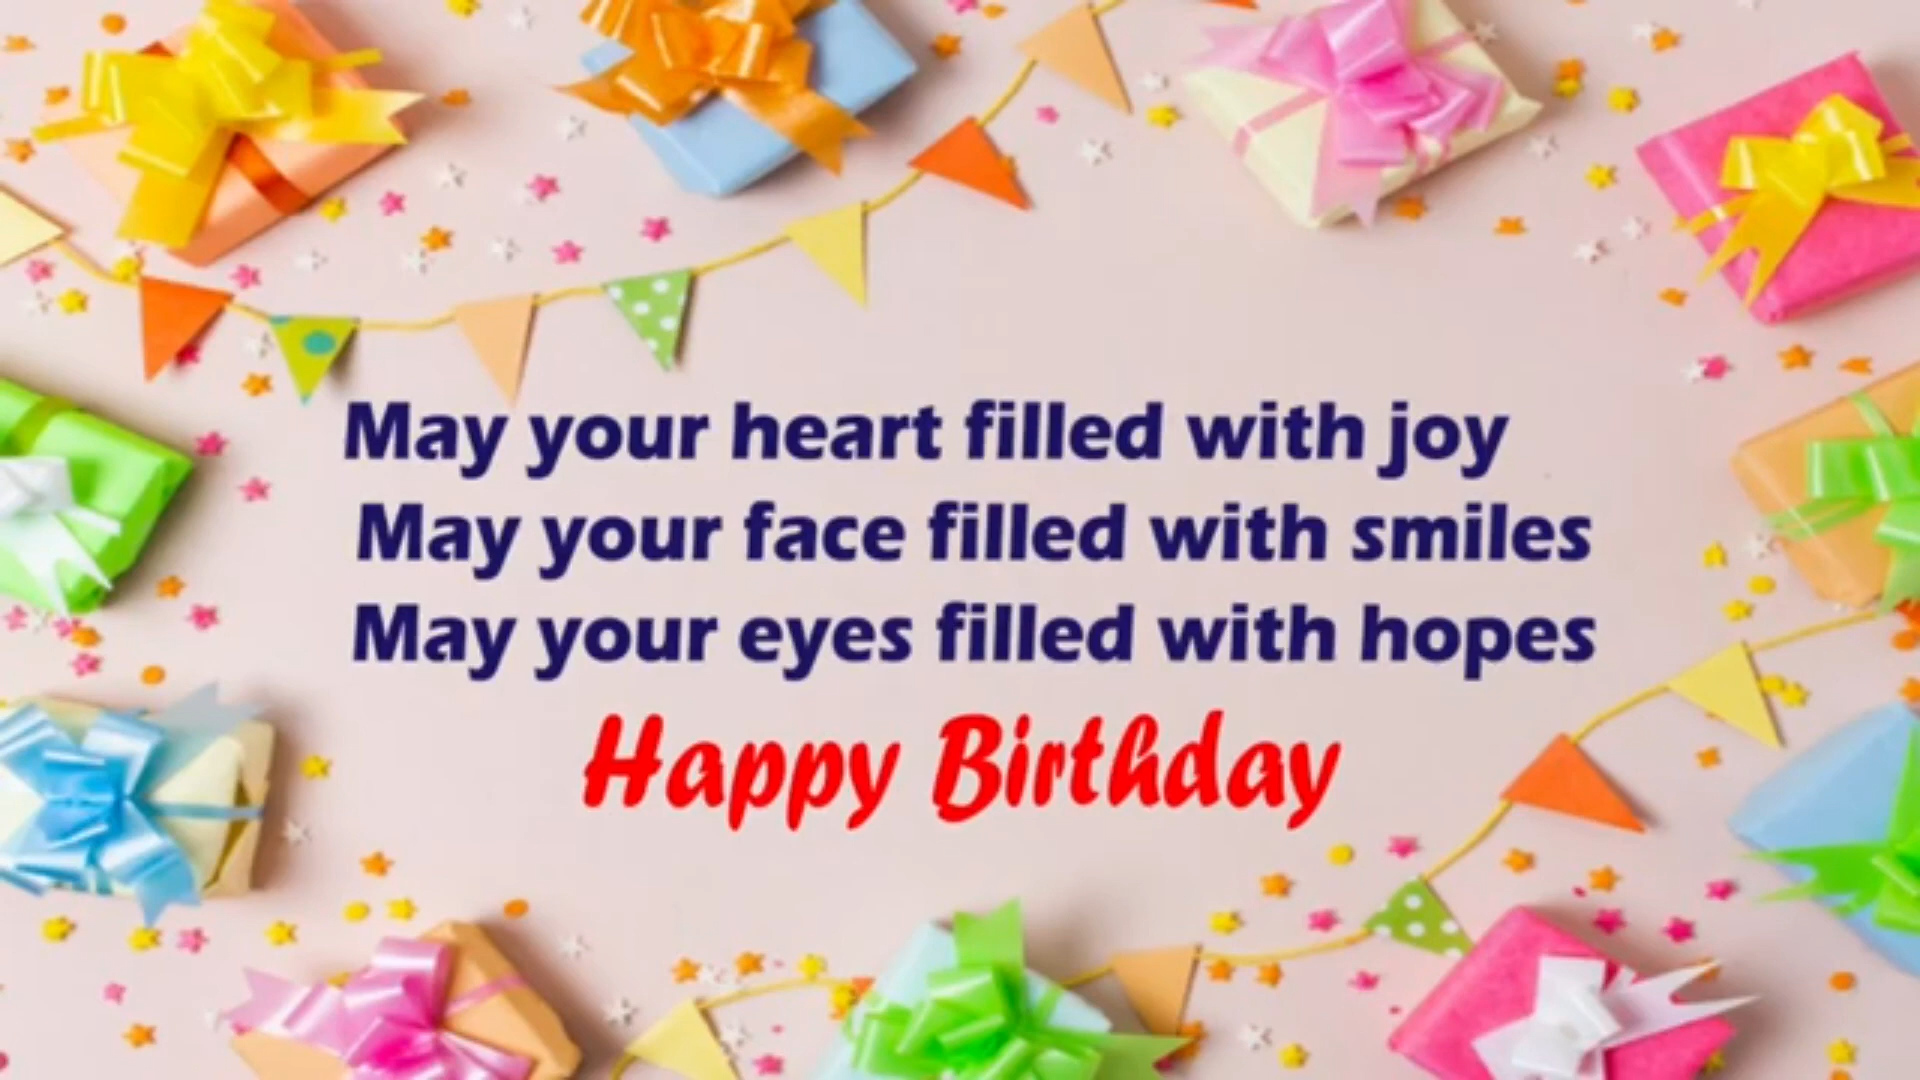 May your heart filled with joy
May your face filled with smiles
May your eyes filled with hopes
Happy Birthday